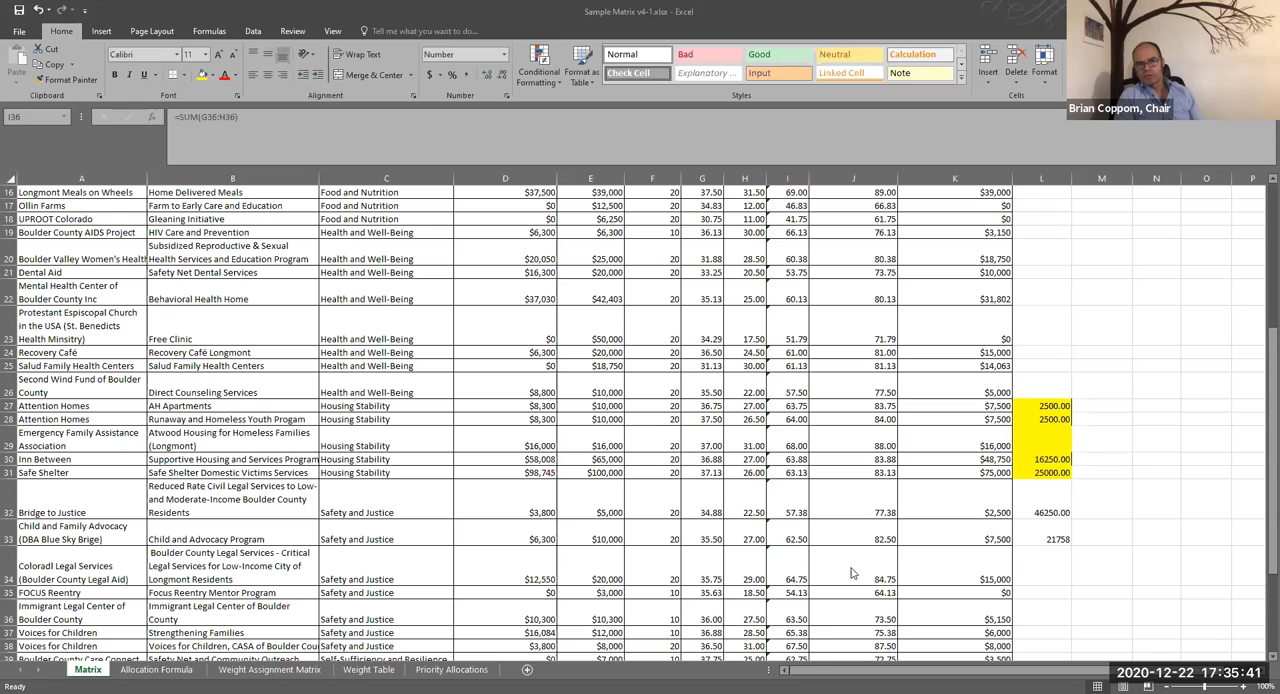 Sample Matrix v4-1.xlsx - Excel
File Home Insert Page Layout Formulas Data Review View Tell me what you want to do...
Cut
Copy
Format Painter
Paste
Calibri 11
B I U
Wrap Text
Merge & Center
Number
$ % ,
Conditional Formatting
Format as Table
Normal Bad Good Neutral Calculation
Check Cell Explanatory ... Input Linked Cell Note
Insert Delete Format
Clipboard Font Alignment Number Styles Cells
Brian Coppom, Chair
I36 =SUM(G36:H36)
A B C D E F G H I J K L M N O P
16 Longmont Meals on Wheels Home Delivered Meals Food and Nutrition $37,500 $39,000 20 37.50 31.50 69.00 89.00 $39,000
17 Ollin Farms Farm to Early Care and Education Food and Nutrition $0 $12,500 20 34.83 12.00 46.83 66.83 $0
18 UPROOT Colorado Gleaning Initiative Food and Nutrition $0 $6,250 20 30.75 11.00 41.75 61.75 $0
19 Boulder County AIDS Project HIV Care and Prevention Health and Well-Being $6,300 $6,300 10 36.13 30.00 66.13 76.13 $3,150
Subsidized Reproductive & Sexual
20 Boulder Valley Women's Health Health Services and Education Program Health and Well-Being $20,050 $25,000 20 31.88 28.50 60.38 80.38 $18,750
21 Dental Aid Safety Net Dental Services Health and Well-Being $16,300 $20,000 20 33.25 20.50 53.75 73.75 $10,000
Mental Health Center of
22 Boulder County Inc Behavioral Health Home Health and Well-Being $37,030 $42,403 20 35.13 25.00 60.13 80.13 $31,802
Protestant Espiscopal Church
in the USA (St. Benedicts
23 Health Minsitry) Free Clinic Health and Well-Being $0 $50,000 20 34.29 17.50 51.79 71.79 $0
24 Recovery Café Recovery Café Longmont Health and Well-Being $6,300 $20,000 20 36.50 24.50 61.00 81.00 $15,000
25 Salud Family Health Centers Salud Family Health Centers Health and Well-Being $0 $18,750 20 31.13 30.00 61.13 81.13 $14,063
Second Wind Fund of Boulder
26 County Direct Counseling Services Health and Well-Being $8,800 $10,000 20 35.50 22.00 57.50 77.50 $5,000
27 Attention Homes AH Apartments Housing Stability $8,300 $10,000 20 36.75 27.00 63.75 83.75 $7,500 2500.00
28 Attention Homes Runaway and Homeless Youth Progam Housing Stability $8,300 $10,000 20 37.50 26.50 64.00 84.00 $7,500 2500.00
Emergency Family Assistance Atwood Housing for Homeless Families
29 Association (Longmont) Housing Stability $16,000 $16,000 20 37.00 31.00 68.00 88.00 $16,000
30 Inn Between Supportive Housing and Services Program Housing Stability $58,008 $65,000 20 36.88 27.00 63.88 83.88 $48,750 16250.00
31 Safe Shelter Safe Shelter Domestic Victims Services Housing Stability $98,745 $100,000 20 37.13 26.00 63.13 83.13 $75,000 25000.00
Reduced Rate Civil Legal Services to Low-
and Moderate-Income Boulder County
32 Bridge to Justice Residents Safety and Justice $3,800 $5,000 20 34.88 22.50 57.38 77.38 $2,500 46250.00
Child and Family Advocacy
33 (DBA Blue Sky Brige) Child and Advocacy Program Safety and Justice $6,300 $10,000 20 35.50 27.00 62.50 82.50 $7,500 21758
Boulder County Legal Services - Critical
Coloradl Legal Services Legal Services for Low-Income City of
34 (Boulder County Legal Aid) Longmont Residents Safety and Justice $12,550 $20,000 20 35.75 29.00 64.75 84.75 $15,000
35 FOCUS Reentry Focus Reentry Mentor Program Safety and Justice $0 $3,000 10 35.63 18.50 54.13 64.13 $0
Immigrant Legal Center of Immigrant Legal Center of Boulder
36 Boulder County County Safety and Justice $10,300 $10,300 10 36.00 27.50 63.50 73.50 $5,150
37 Voices for Children Strengthening Families Safety and Justice $16,084 $12,000 10 36.88 28.50 65.38 75.38 $6,000
38 Voices for Children Voices for Children, CASA of Boulder Cou Safety and Justice $3,800 $8,000 20 36.50 31.00 67.50 87.50 $8,000
Boulder County Care Connect Safety Net and Community Outreach Self-Sufficiency and Resilience $0 $7,000 10 37.75 25.00 62.75 72.75 $3,500
Matrix Allocation Formula Weight Assignment Matrix Weight Table Priority Allocations
2020-12-22 17:35:41
Ready 100%